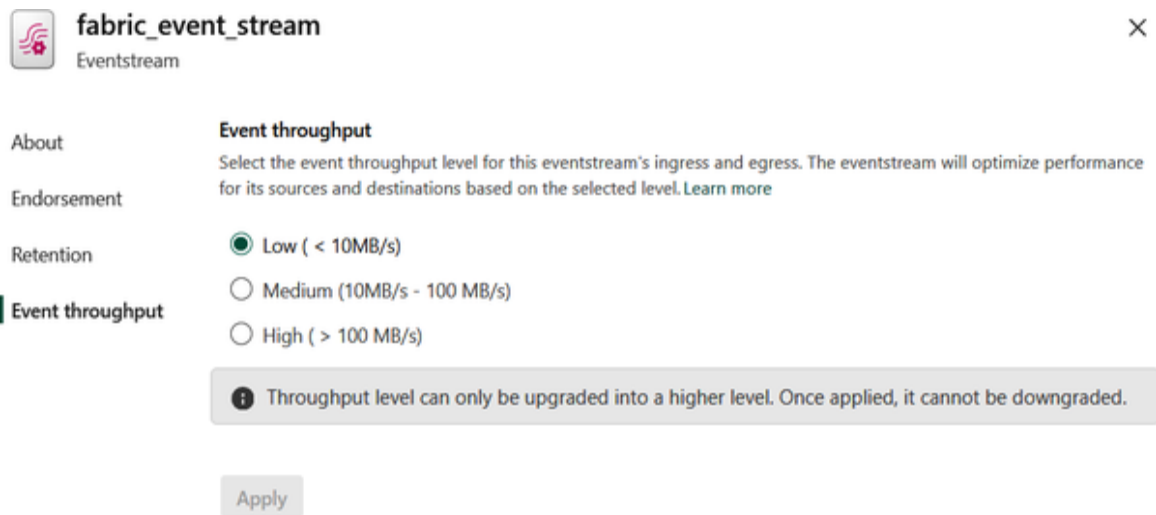 fabric_event_stream
Eventstream
About
Endorsement
Retention
Event throughput
Event throughput
Select the event throughput level for this eventstream's ingress and egress. The eventstream will optimize performance
for its sources and destinations based on the selected level. Learn more
Low ( < 10MB/s)
Medium (10MB/s - 100 MB/s)
High ( > 100 MB/s)
Throughput level can only be upgraded into a higher level. Once applied, it cannot be downgraded.
Apply